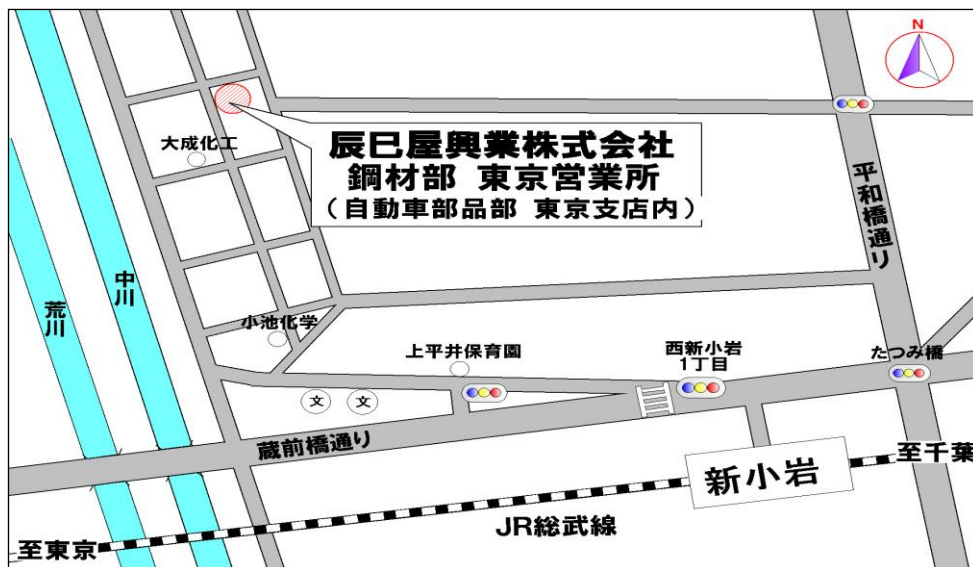 N
大成化工
辰巳屋興業株式会社
鋼材部 東京営業所
（自動車部品部 東京支店内）
平和橋通り
中川
荒川
小池化学
上平井保育園
西新小岩
1丁目
たつみ橋
文
文
蔵前橋通り
新小岩
至千葉
JR総武線
至東京